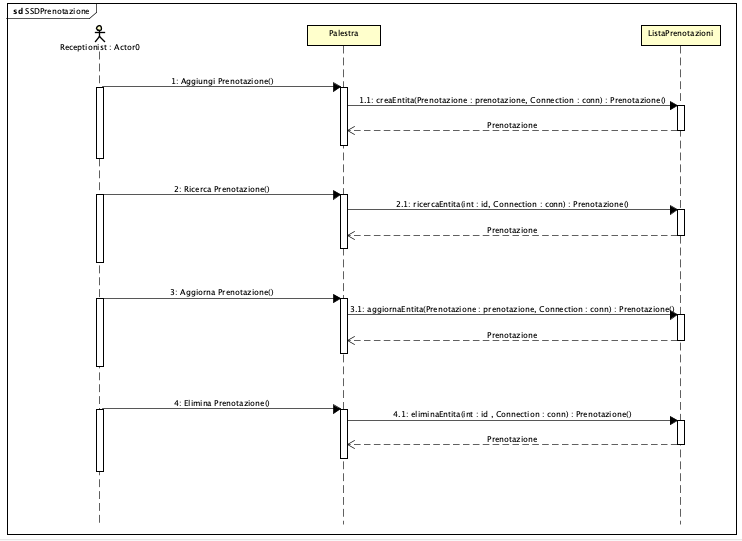 sd SSDPrenotazione
Receptionist : Actor0
Palestra
ListaPrenotazioni
1: Aggiungi Prenotazione()
1.1: creaEntita(Prenotazione : prenotazione, Connection : conn) : Prenotazione()
Prenotazione
2: Ricerca Prenotazione()
2.1: ricercaEntita(int : id, Connection : conn) : Prenotazione()
Prenotazione
3: Aggiorna Prenotazione()
3.1: aggiornaEntita(Prenotazione : prenotazione, Connection : conn) : Prenotazione()
Prenotazione
4: Elimina Prenotazione()
4.1: eliminaEntita(int : id , Connection : conn) : Prenotazione()
Prenotazione